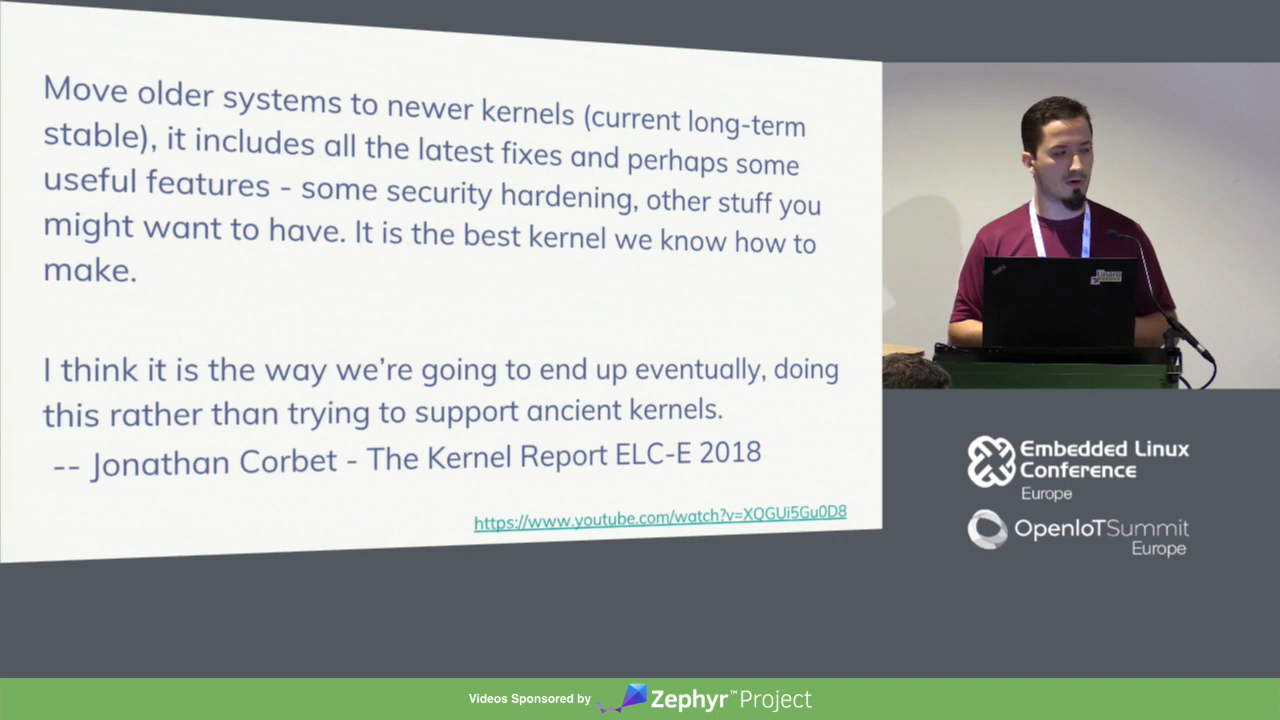 Move older systems to newer kernels (current long-term
stable), it includes all the latest fixes and perhaps some
useful features - some security hardening, other stuff you
might want to have. It is the best kernel we know how to
make.
I think it is the way we're going to end up eventually, doing
this rather than trying to support ancient kernels.
-- Jonathan Corbet - The Kernel Report ELC-E 2018
https://www.youtube.com/watch?v=XQGUi5Gu0D8
Embedded Linux
Conference
Europe
OpenIoTSummit
Europe
Videos Sponsored by Zephyr™Project